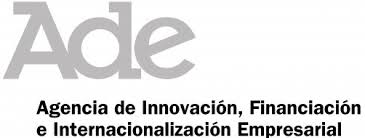 Ade
Agencia de Innovación, Financiación
e Internacionalización Empresarial